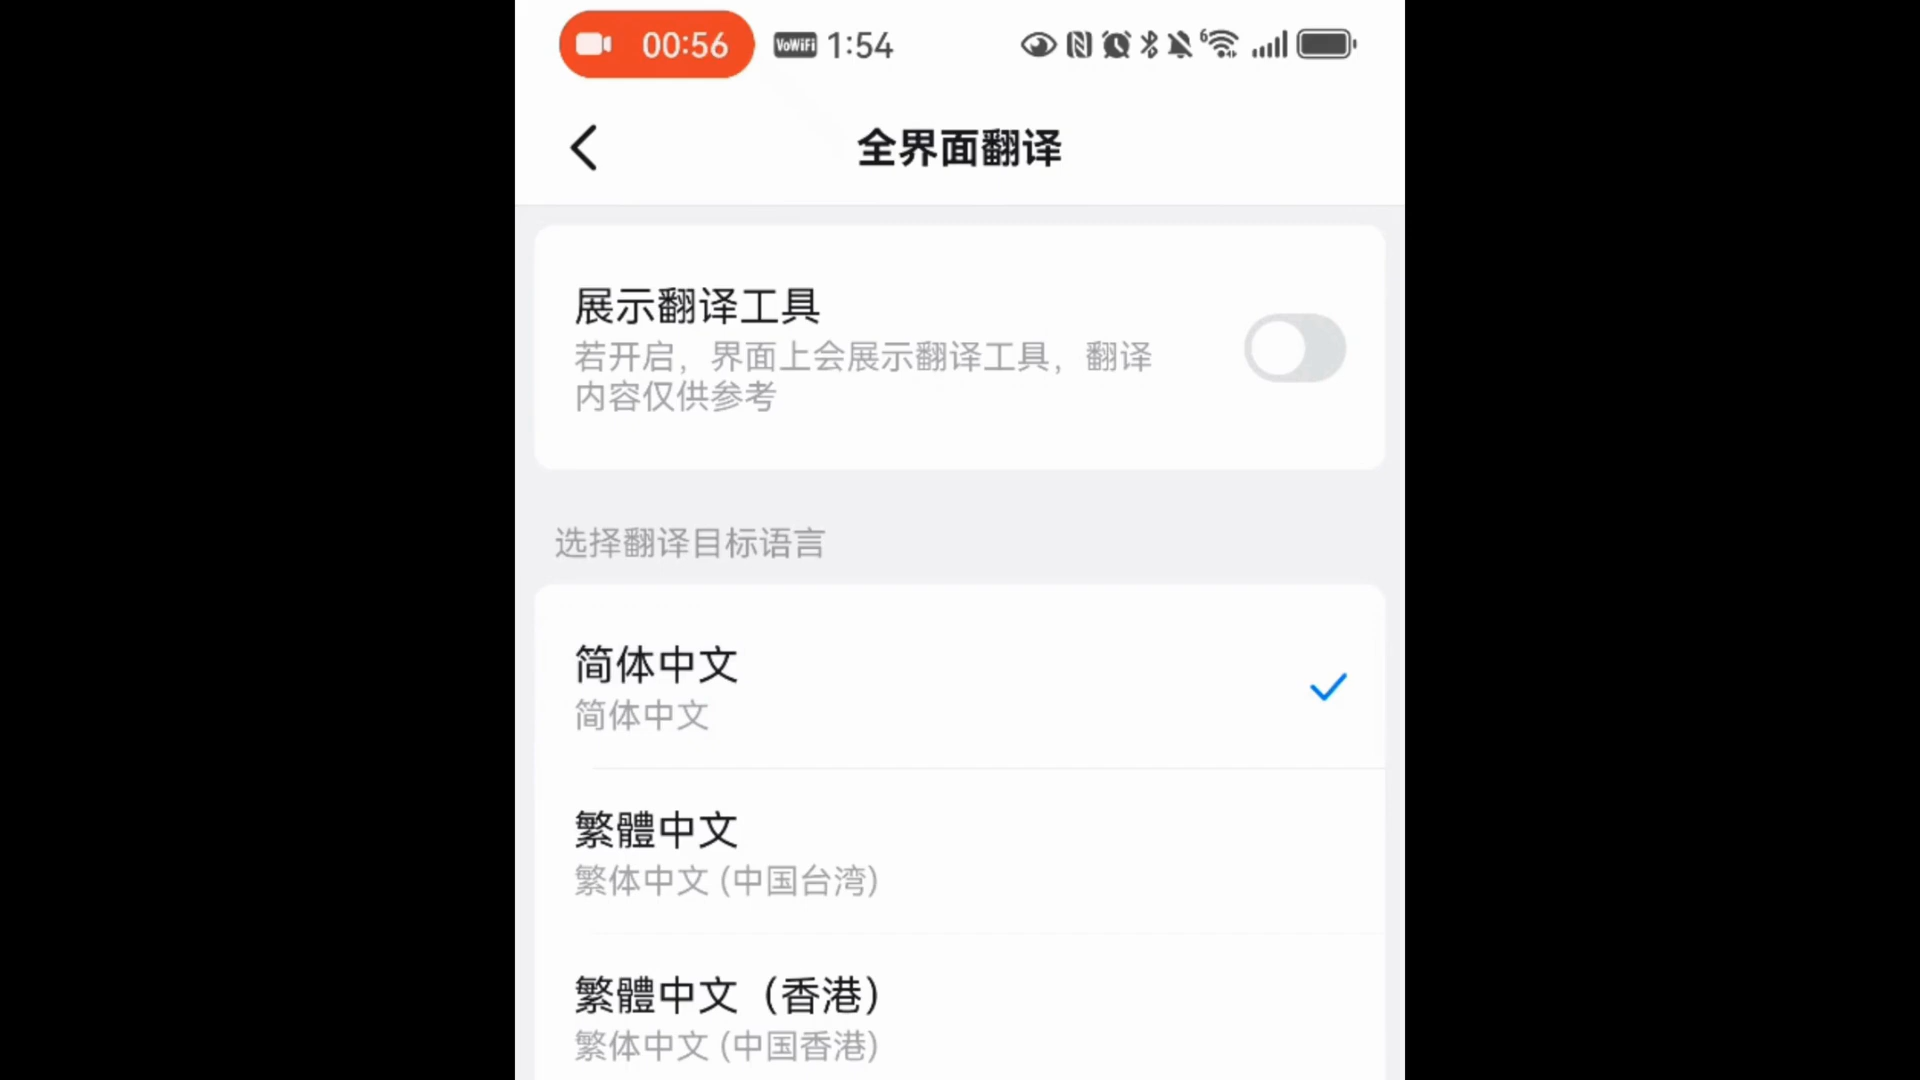 00:56 VoWiFi 1:54 6
全界面翻译
展示翻译工具
若开启，界面上会展示翻译工具，翻译
内容仅供参考
选择翻译目标语言
简体中文
简体中文
繁體中文
繁体中文 (中国台湾)
繁體中文（香港）
繁体中文 (中国香港)